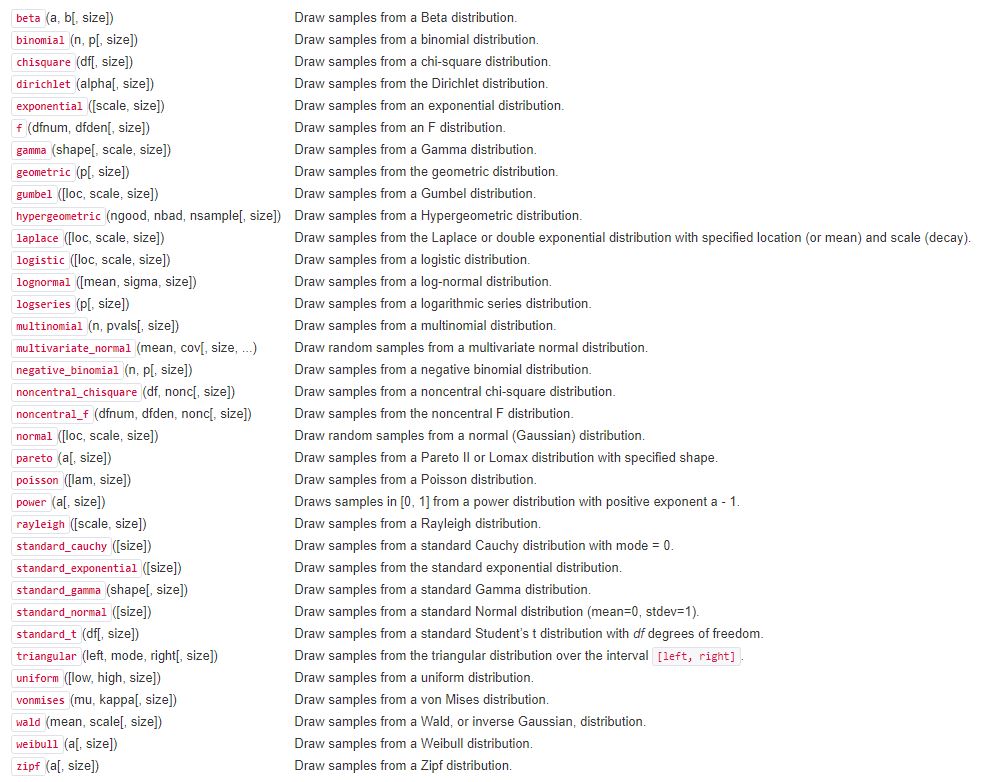 beta(a, b[, size]) Draw samples from a Beta distribution.
binomial(n, p[, size]) Draw samples from a binomial distribution.
chisquare(df[, size]) Draw samples from a chi-square distribution.
dirichlet(alpha[, size]) Draw samples from the Dirichlet distribution.
exponential([scale, size]) Draw samples from an exponential distribution.
f(dfnum, dfden[, size]) Draw samples from an F distribution.
gamma(shape[, scale, size]) Draw samples from a Gamma distribution.
geometric(p[, size]) Draw samples from the geometric distribution.
gumbel([loc, scale, size]) Draw samples from a Gumbel distribution.
hypergeometric(ngood, nbad, nsample[, size]) Draw samples from a Hypergeometric distribution.
laplace([loc, scale, size]) Draw samples from the Laplace or double exponential distribution with specified location (or mean) and scale (decay).
logistic([loc, scale, size]) Draw samples from a logistic distribution.
lognormal([mean, sigma, size]) Draw samples from a log-normal distribution.
logseries(p[, size]) Draw samples from a logarithmic series distribution.
multinomial(n, pvals[, size]) Draw samples from a multinomial distribution.
multivariate_normal(mean, cov[, size, ...) Draw random samples from a multivariate normal distribution.
negative_binomial(n, p[, size]) Draw samples from a negative binomial distribution.
noncentral_chisquare(df, nonc[, size]) Draw samples from a noncentral chi-square distribution.
noncentral_f(dfnum, dfden, nonc[, size]) Draw samples from the noncentral F distribution.
normal([loc, scale, size]) Draw random samples from a normal (Gaussian) distribution.
pareto(a[, size]) Draw samples from a Pareto II or Lomax distribution with specified shape.
poisson([lam, size]) Draw samples from a Poisson distribution.
power(a[, size]) Draws samples in [0, 1] from a power distribution with positive exponent a - 1.
rayleigh([scale, size]) Draw samples from a Rayleigh distribution.
standard_cauchy([size]) Draw samples from a standard Cauchy distribution with mode = 0.
standard_exponential([size]) Draw samples from the standard exponential distribution.
standard_gamma(shape[, size]) Draw samples from a standard Gamma distribution.
standard_normal([size]) Draw samples from a standard Normal distribution (mean=0, stdev=1).
standard_t(df[, size]) Draw samples from a standard Student's t distribution with df degrees of freedom.
triangular(left, mode, right[, size]) Draw samples from the triangular distribution over the interval [left, right].
uniform([low, high, size]) Draw samples from a uniform distribution.
vonmises(mu, kappa[, size]) Draw samples from a von Mises distribution.
wald(mean, scale[, size]) Draw samples from a Wald, or inverse Gaussian, distribution.
weibull(a[, size]) Draw samples from a Weibull distribution.
zipf(a[, size]) Draw samples from a Zipf distribution.